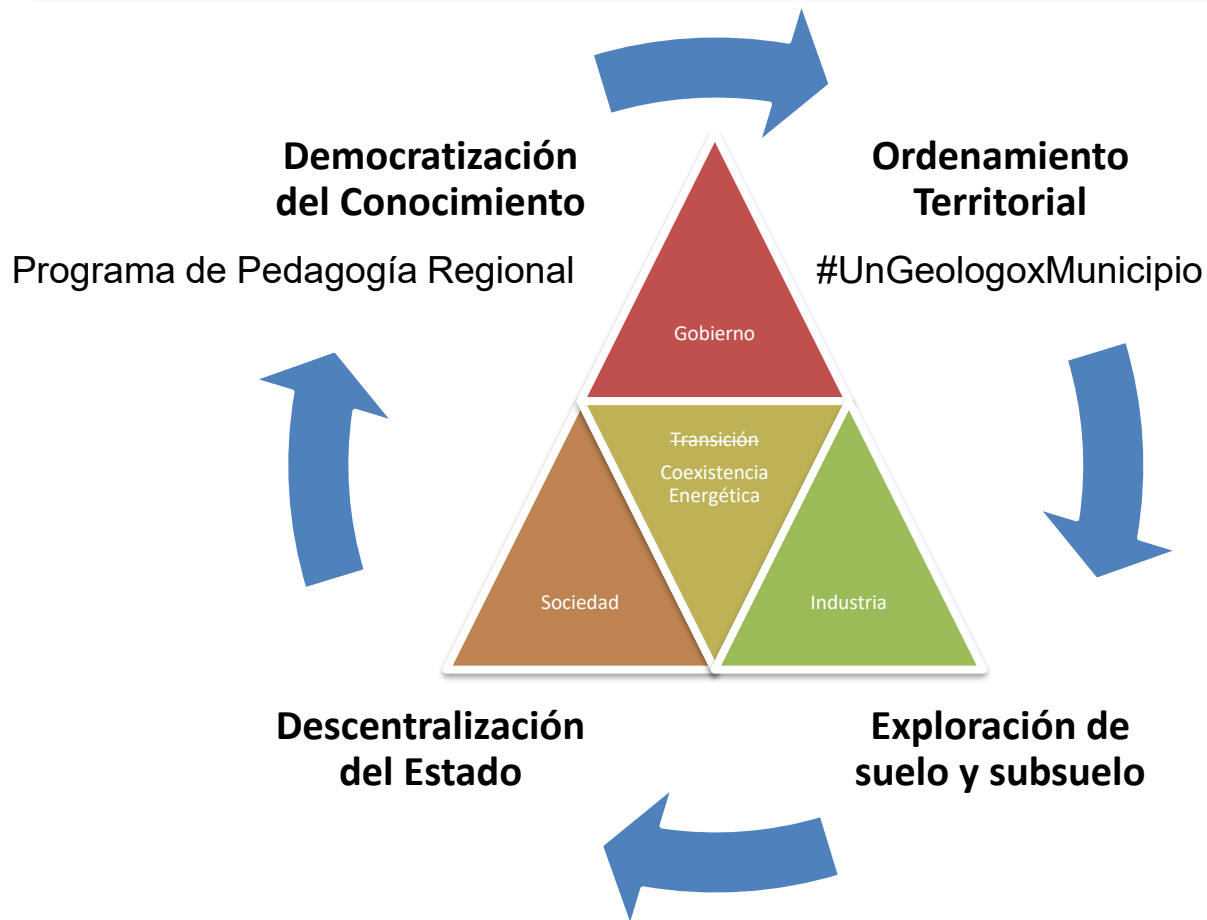 Democratización
del Conocimiento
Programa de Pedagogía Regional
Ordenamiento
Territorial
#UnGeologoxMunicipio
Gobierno
Transición
Coexistencia
Energética
Sociedad
Industria
Descentralización
del Estado
Exploración de
suelo y subsuelo